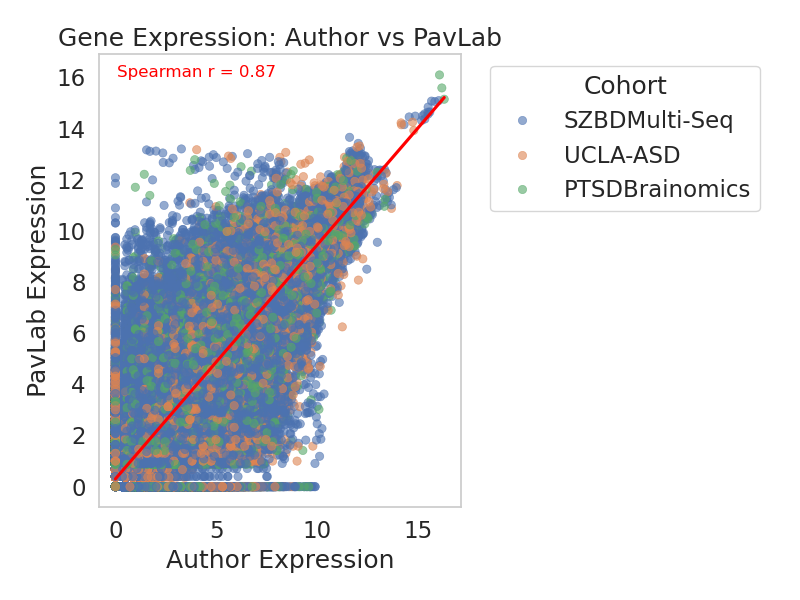 Gene Expression: Author vs PavLab
Spearman r = 0.87
16
14
12
10
8
6
4
2
0
PavLab Expression
0 5 10 15
Author Expression
Cohort
SZBDMulti-Seq
UCLA-ASD
PTSDBrainomics